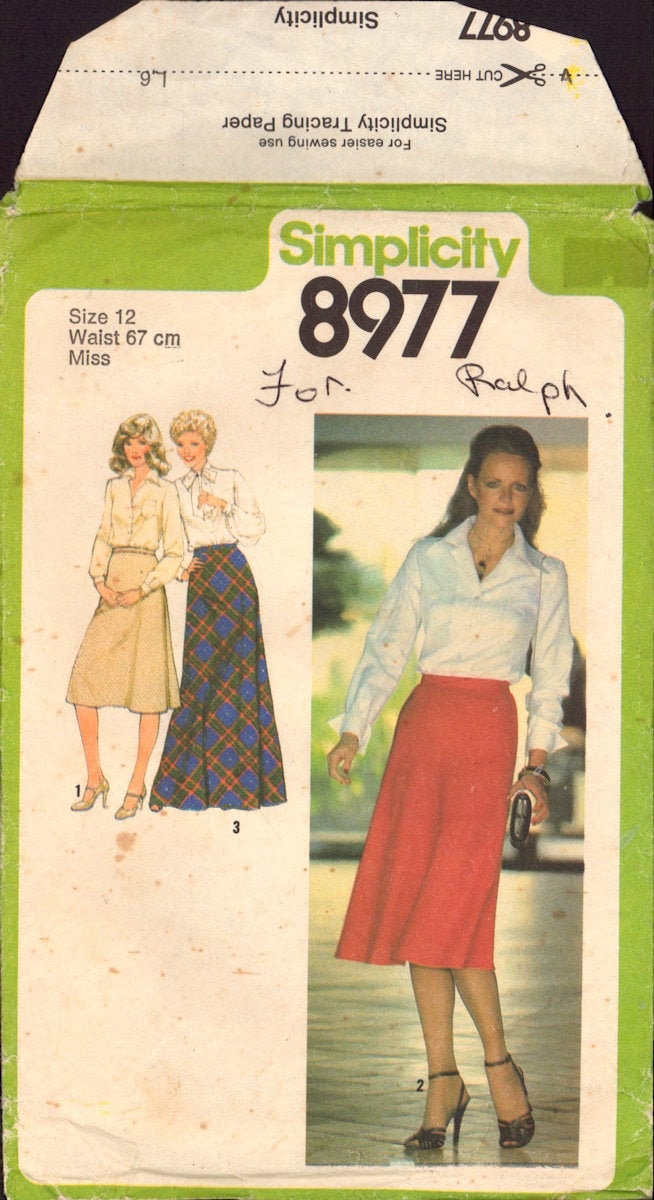 Simplicity
8977
CUT HERE
Simplicity Tracing Paper
For easier sewing use
Simplicity
8977
Size 12
Waist 67 cm
Miss
For. Ralph.
1
3
2